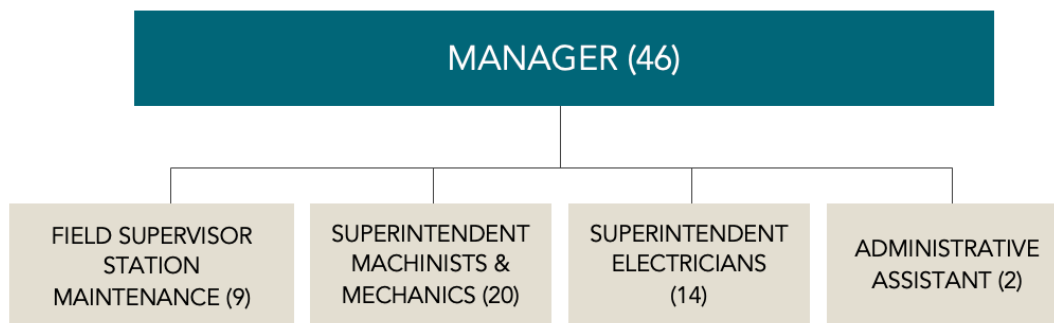 MANAGER (46)
FIELD SUPERVISOR
STATION
MAINTENANCE (9)
SUPERINTENDENT
MACHINISTS &
MECHANICS (20)
SUPERINTENDENT
ELECTRICIANS
(14)
ADMINISTRATIVE
ASSISTANT (2)